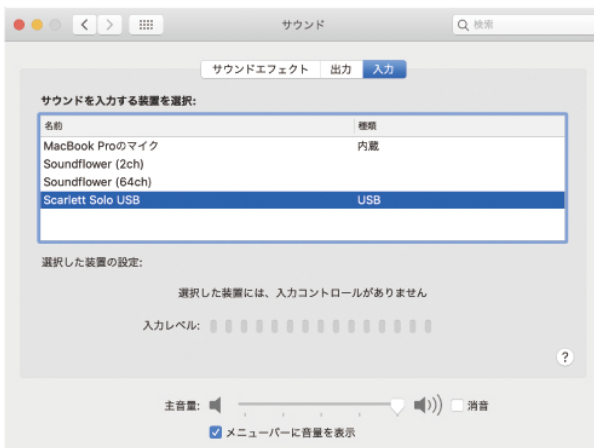 サウンド
検索
サウンドエフェクト 出力 入力
サウンドを入力する装置を選択:
名前 種類
MacBook Proのマイク 内蔵
Soundflower (2ch)
Soundflower (64ch)
Scarlett Solo USB USB
選択した装置の設定:
選択した装置には、入力コントロールがありません
入力レベル:
?
主音量: 消音
メニューバーに音量を表示